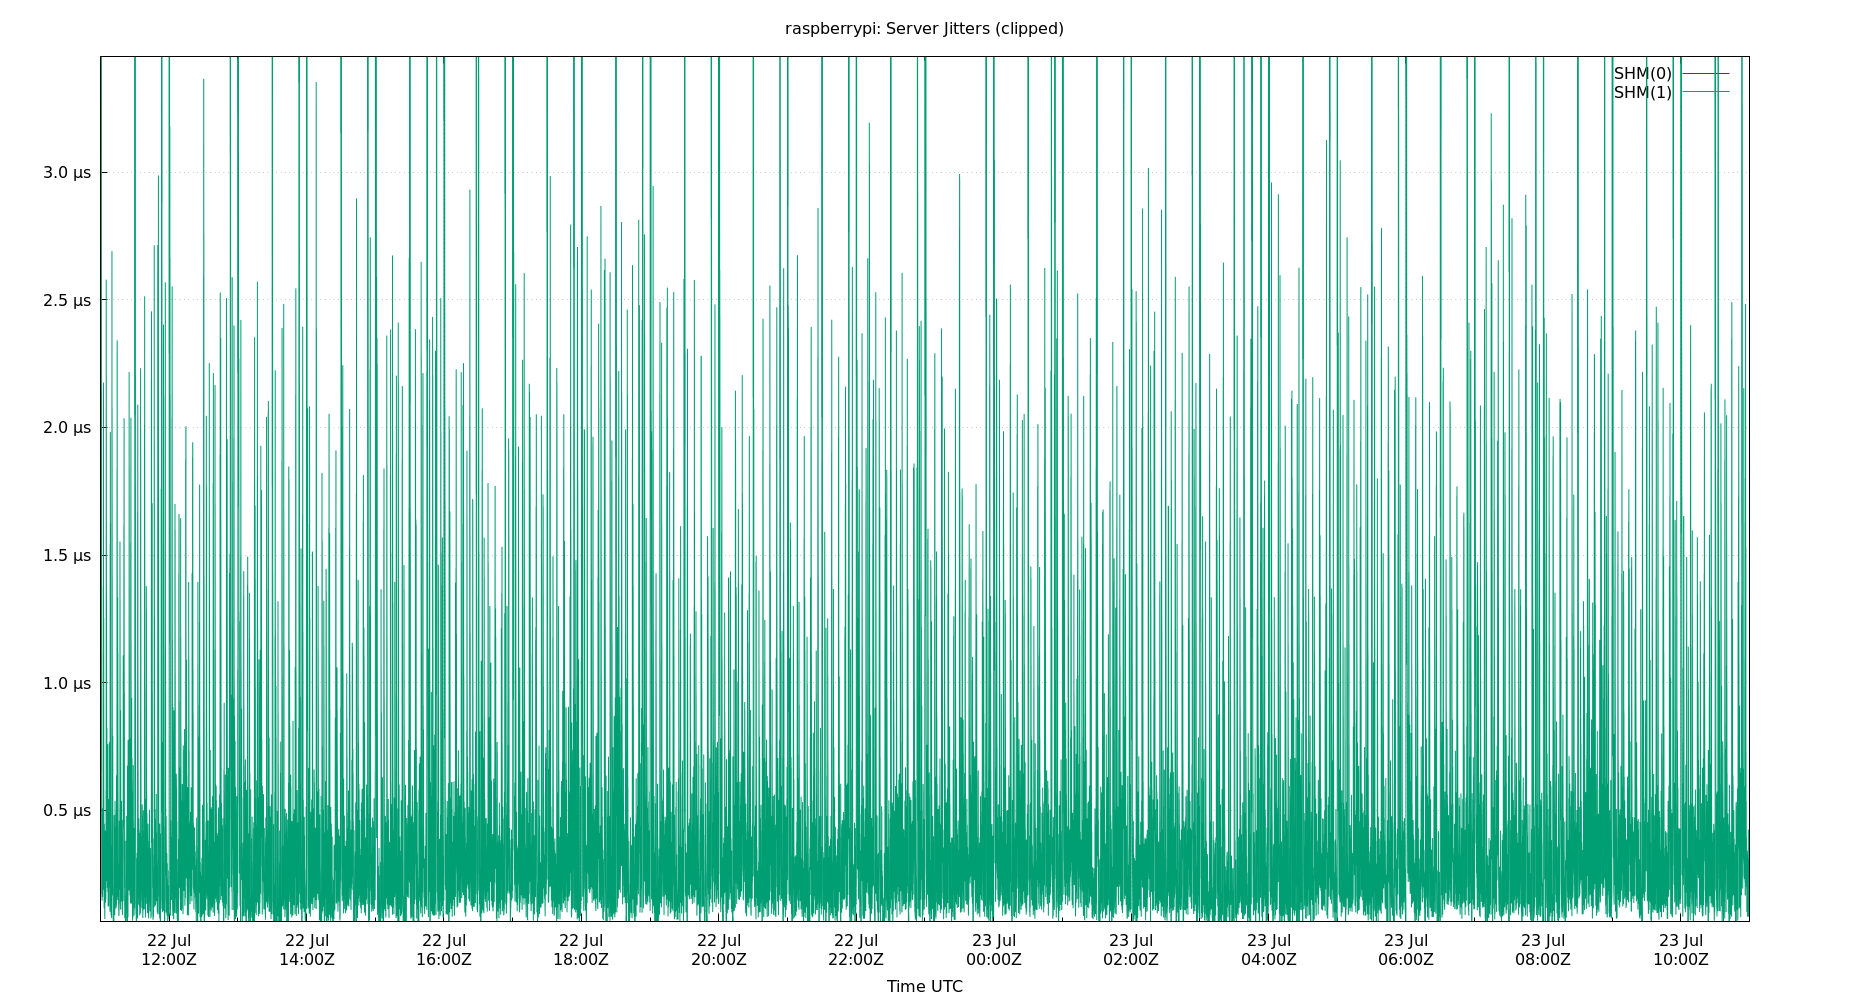 raspberrypi: Server Jitters (clipped)
SHM(0)
SHM(1)
3.0 µs
2.5 µs
2.0 µs
1.5 µs
1.0 µs
0.5 µs
22 Jul 22 Jul 22 Jul 22 Jul 22 Jul 22 Jul 23 Jul 23 Jul 23 Jul 23 Jul 23 Jul 23 Jul
12:00Z 14:00Z 16:00Z 18:00Z 20:00Z 22:00Z 00:00Z 02:00Z 04:00Z 06:00Z 08:00Z 10:00Z
Time UTC